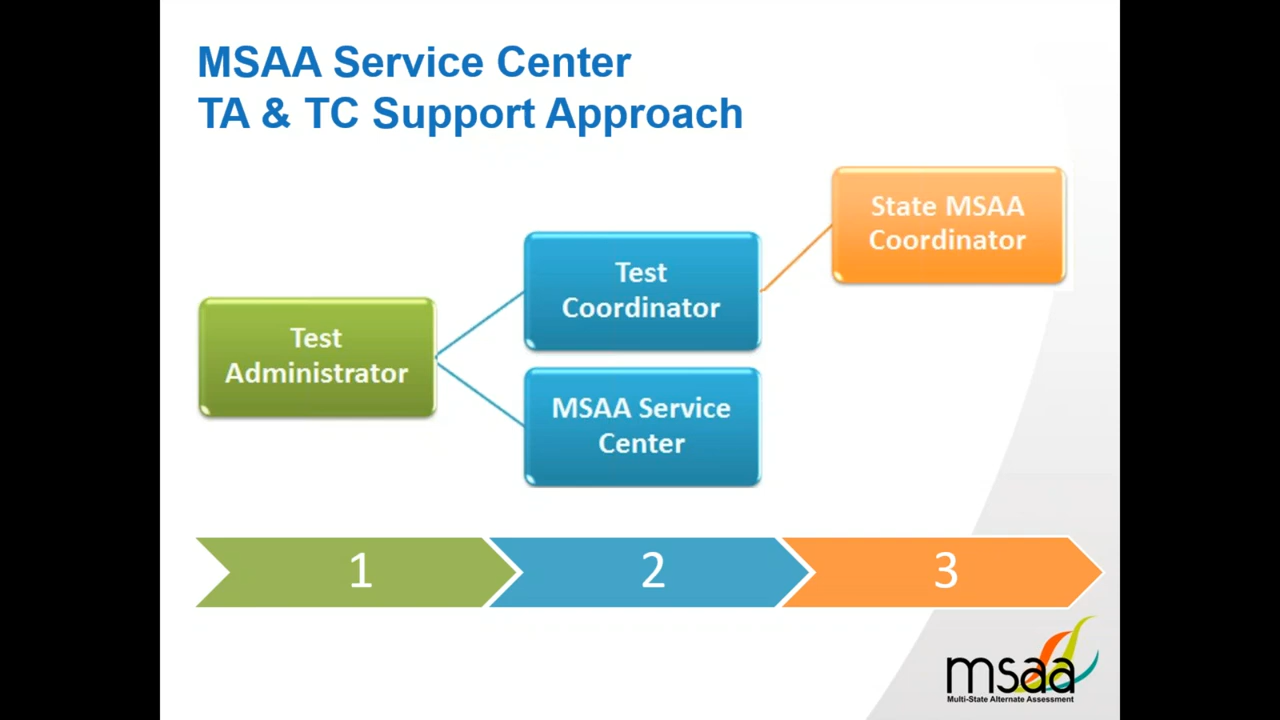 MSAA Service Center
TA & TC Support Approach
State MSAA
Coordinator
Test
Coordinator
Test
Administrator
MSAA Service
Center
1
2
3
msaa
Multi-State Alternate Assessment